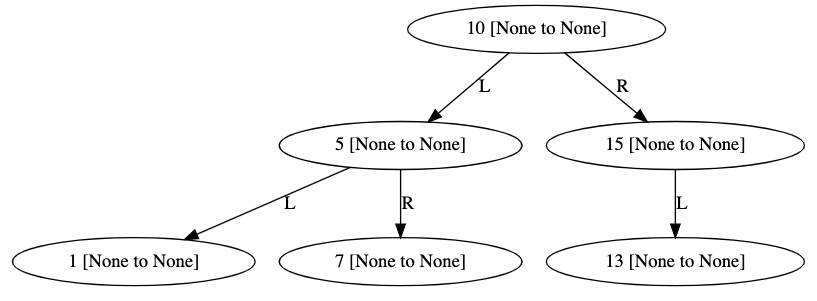 10 [None to None]
L
R
5 [None to None]
15 [None to None]
L
R
L
1 [None to None]
7 [None to None]
13 [None to None]